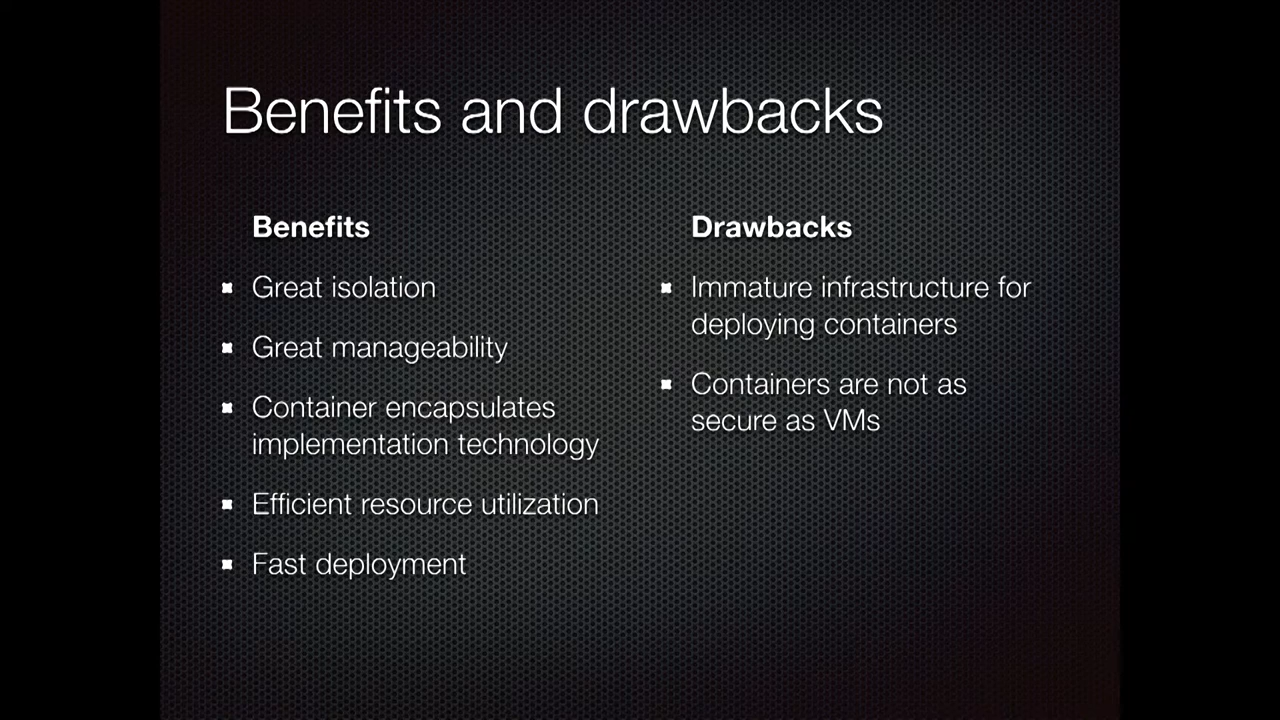 Benefits and drawbacks
Benefits
Great isolation
Great manageability
Container encapsulates
implementation technology
Efficient resource utilization
Fast deployment
Drawbacks
Immature infrastructure for
deploying containers
Containers are not as
secure as VMs